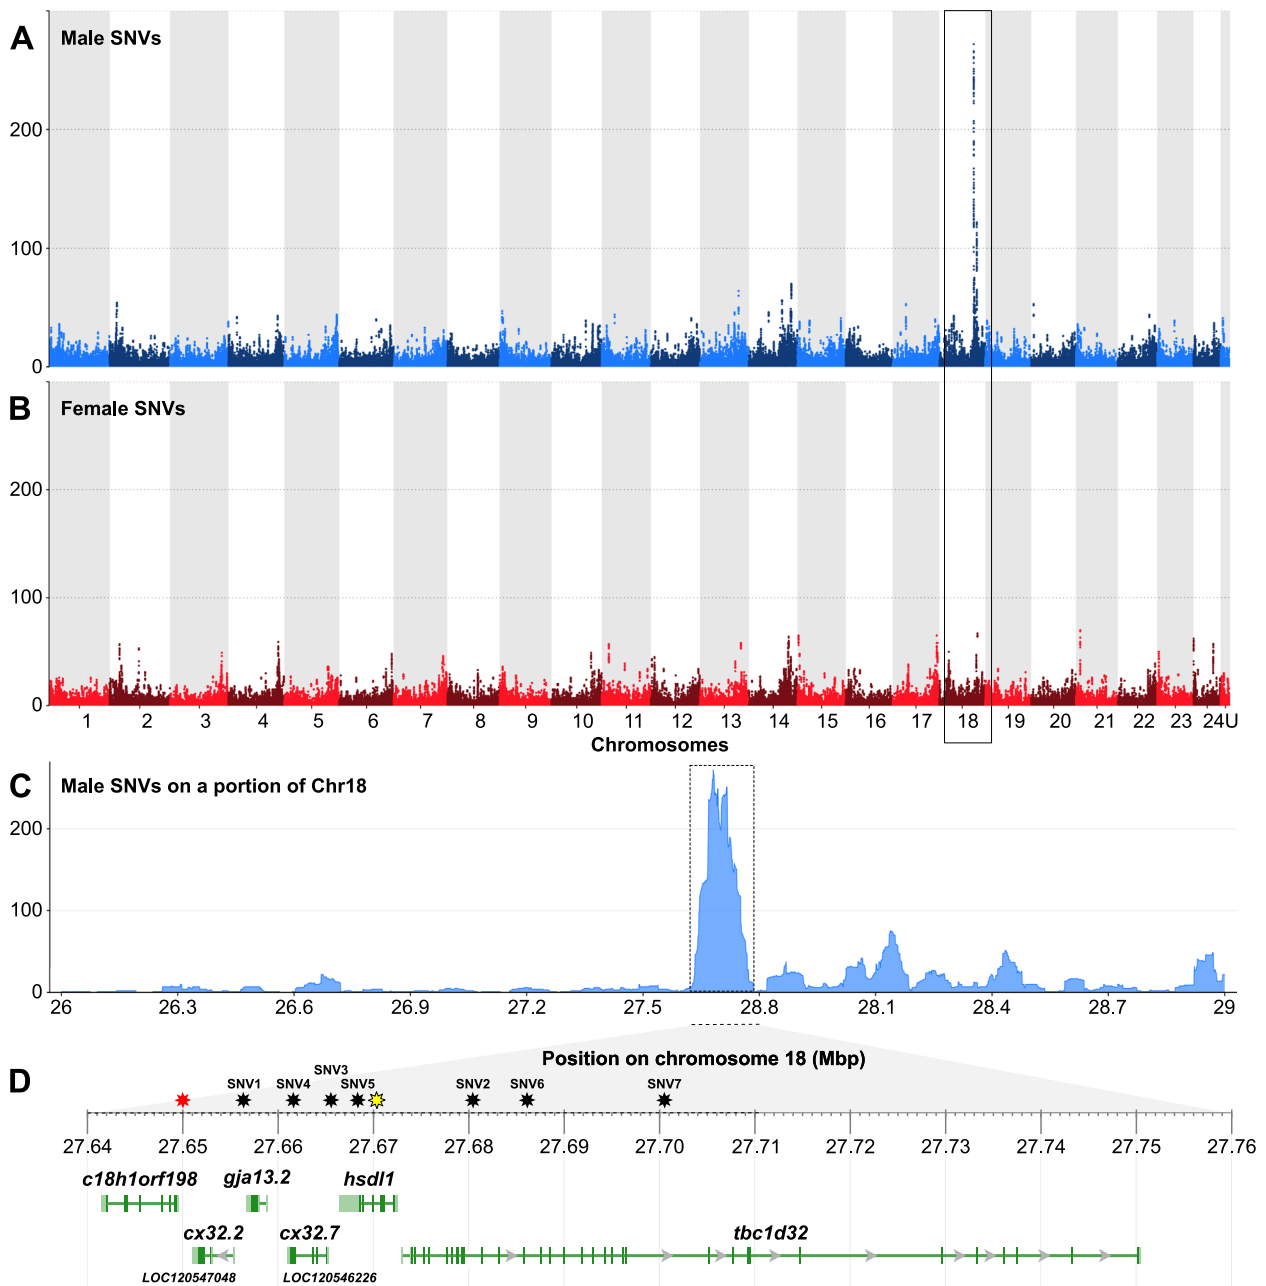 A
Male SNVs
200
100
0
B
Female SNVs
200
100
0
1 2 3 4 5 6 7 8 9 10 11 12 13 14 15 16 17 18 19 20 21 22 23 24U
Chromosomes
C
Male SNVs on a portion of Chr18
200
100
0
26 26.3 26.6 26.9 27.2 27.5 28.8 28.1 28.4 28.7 29
Position on chromosome 18 (Mbp)
D
SNV3
SNV1 SNV4 SNV5 SNV2 SNV6 SNV7
27.64 27.65 27.66 27.67 27.68 27.69 27.70 27.71 27.72 27.73 27.74 27.75 27.76
c18h1orf198 gja13.2 hsdl1
cx32.2 cx32.7 tbc1d32
LOC120547048 LOC120546226